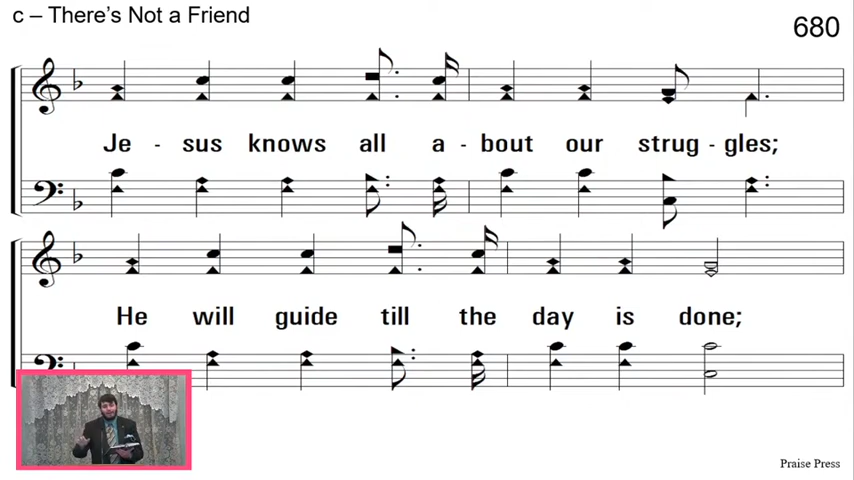 c – There's Not a Friend
680
Je - sus knows all a - bout our strug - gles;
He will guide till the day is done;
Praise Press